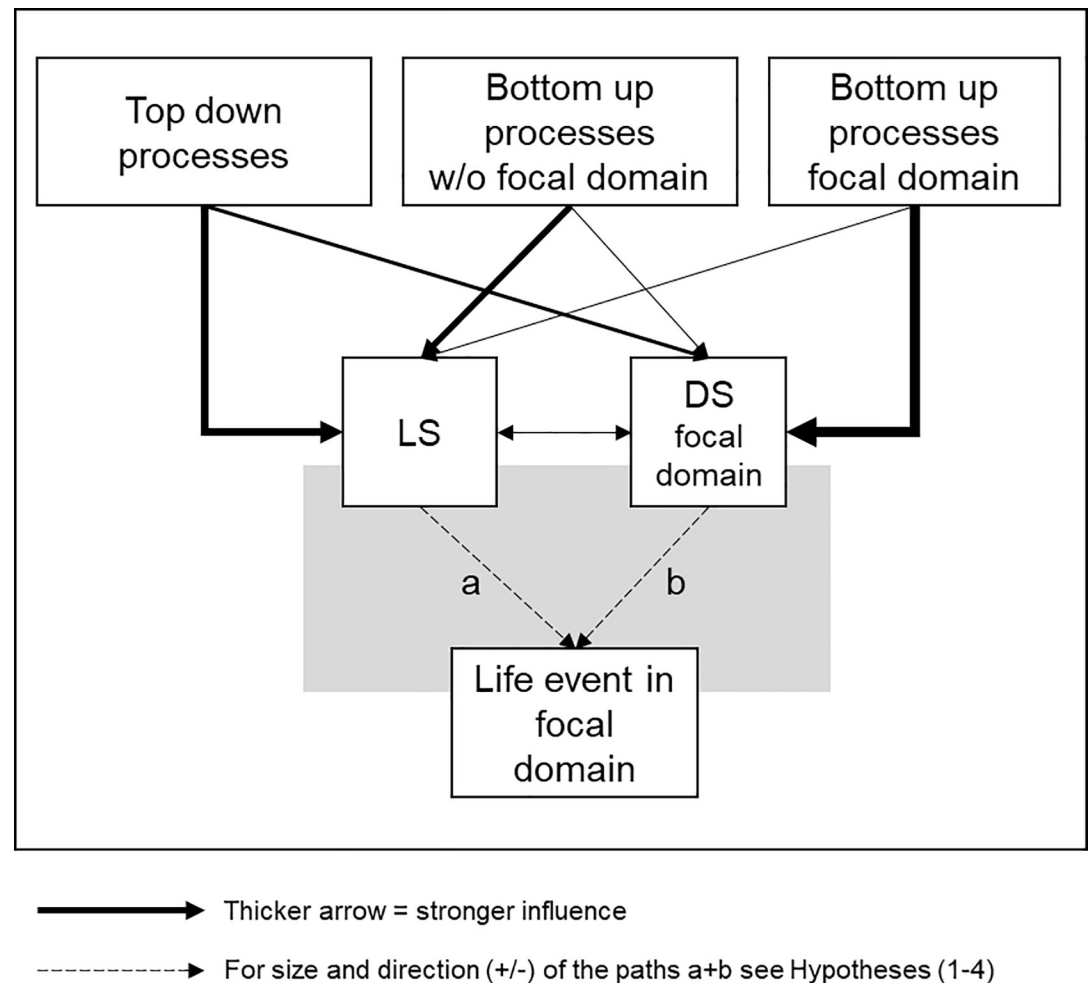 Top down
processes
Bottom up
processes
w/o focal domain
Bottom up
processes
focal domain
LS
DS
focal
domain
a
b
Life event in
focal
domain
Thicker arrow = stronger influence
For size and direction (+/-) of the paths a+b see Hypotheses (1-4)